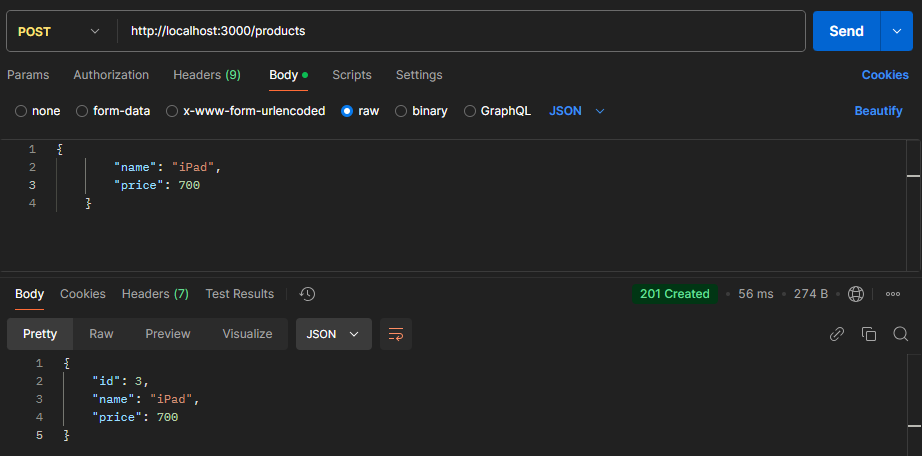 POST http://localhost:3000/products Send
Params Authorization Headers (9) Body Scripts Settings Cookies
none form-data x-www-form-urlencoded raw binary GraphQL JSON Beautify
1 {
2 "name": "iPad",
3 "price": 700
4 }
Body Cookies Headers (7) Test Results 201 Created 56 ms 274 B
Pretty Raw Preview Visualize JSON
1 {
2 "id": 3,
3 "name": "iPad",
4 "price": 700
5 }